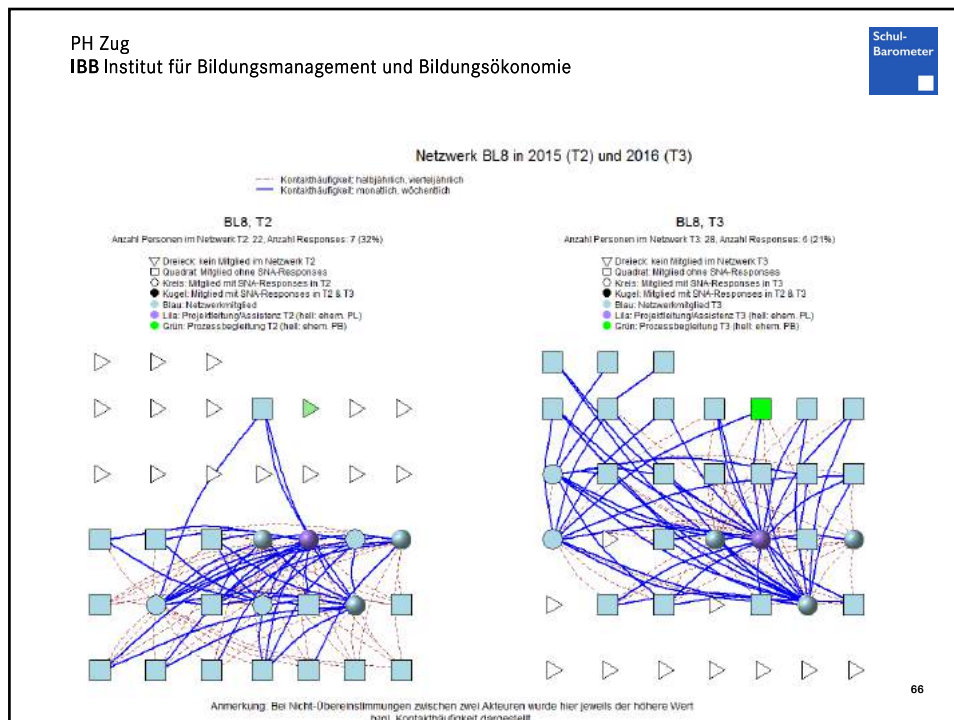 PH Zug
IBB Institut für Bildungsmanagement und Bildungsökonomie
Schul-
Barometer
Netzwerk BL8 in 2015 (T2) und 2016 (T3)
Kontakthäufigkeit: halbjährlich, vierteljährlich
Kontakthäufigkeit: monatlich, wöchentlich
BL8, T2
Anzahl Personen im Netzwerk T2: 22, Anzahl Responses: 7 (32%)
Dreieck: kein Mitglied im Netzwerk T2
Quadrat: Mitglied ohne SNA-Responses
Kreis: Mitglied mit SNA-Responses in T2
Kugel: Mitglied mit SNA-Responses in T2 & T3
Blau: Netzwerkmitglied
Lila: Projektleitung/Assistenz T2 (hell: ehem. PL)
Grün: Prozessbegleitung T2 (hell: ehem. PB)
BL8, T3
Anzahl Personen im Netzwerk T3: 28, Anzahl Responses: 6 (21%)
Dreieck: kein Mitglied im Netzwerk T3
Quadrat: Mitglied ohne SNA-Responses
Kreis: Mitglied mit SNA-Responses in T3
Kugel: Mitglied mit SNA-Responses in T2 & T3
Blau: Netzwerkmitglied T3
Lila: Projektleitung/Assistenz T3 (hell: ehem. PL)
Grün: Prozessbegleitung T3 (hell: ehem. PB)
Anmerkung: Bei Nicht-Übereinstimmungen zwischen zwei Akteuren wurde hier jeweils der höhere Wert
bzgl. Kontakthäufigkeit dargestellt
66